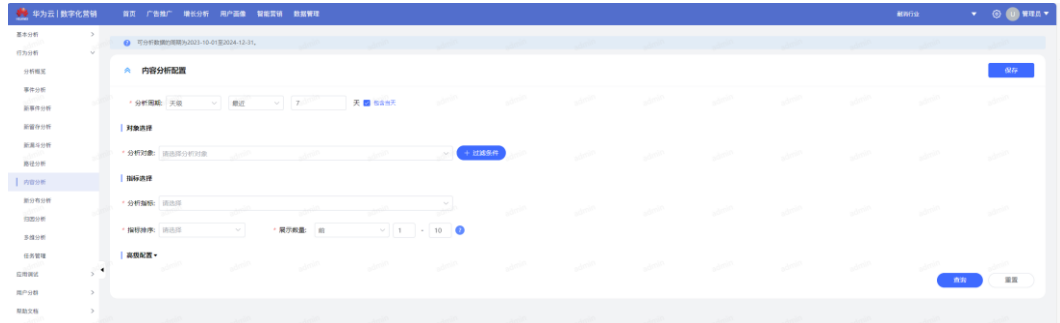 华为云 | 数字化营销 首页 广告推广 增长分析 用户画像 智能营销 数据管理 管理员
基本分析
行为分析
分析概览
事件分析
新事件分析
新留存分析
新漏斗分析
路径分析
内容分析
新分布分析
归因分析
多维分析
任务管理
应用调试
用户分群
帮助文档
可分析数据的周期为2023-10-01至2024-12-31。
内容分析配置 保存
* 分析周期: 天级 最近 7 天 包含当天
对象选择
* 分析对象: 请选择分析对象 + 过滤条件
指标选择
* 分析指标: 请选择
* 指标排序: 请选择 * 展示数量: 前 1 - 10
高级配置
查询 重置